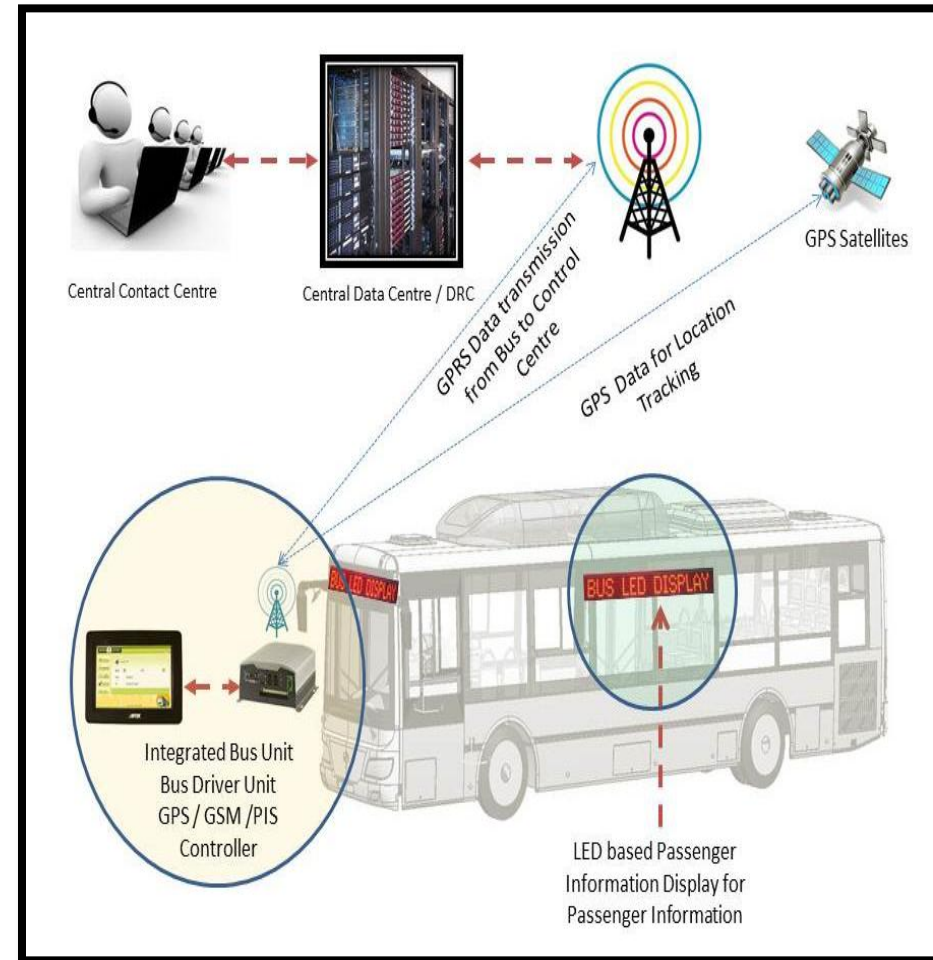 Central Contact Centre
Central Data Centre / DRC
GPS Satellites
GPRS Data transmission
from Bus to Control
Centre
GPS Data for Location
Tracking
BUS LED DISPLAY
BUS LED DISPLAY
Integrated Bus Unit
Bus Driver Unit
GPS / GSM /PIS
Controller
LED based Passenger
Information Display for
Passenger Information